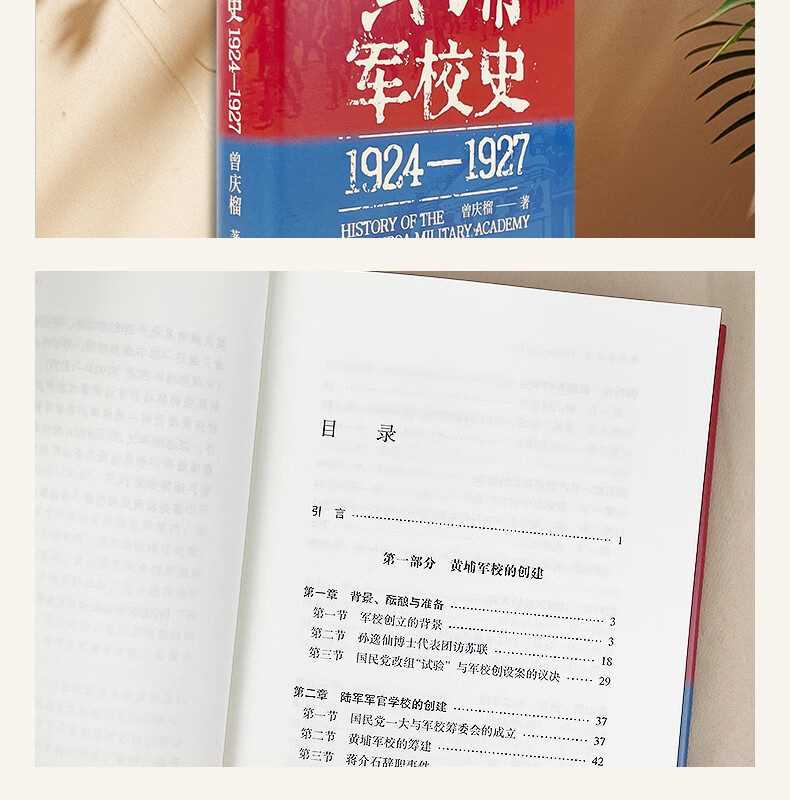 史 1924—1927 曾庆榴 著
军校史
1924—1927
曾庆榴 —— 著
HISTORY OF THE
MILITARY ACADEMY
目 录
引 言 1
第一部分 黄埔军校的创建
第一章 背景、酝酿与准备 3
第一节 军校创立的背景 3
第二节 孙逸仙博士代表团访苏联 18
第三节 国民党改组“试验”与军校创设案的议决 29
第二章 陆军军官学校的创建 37
第一节 国民党一大与军校筹委会的成立 37
第二节 黄埔军校的筹建 42
第三节 蒋介石辞职事件